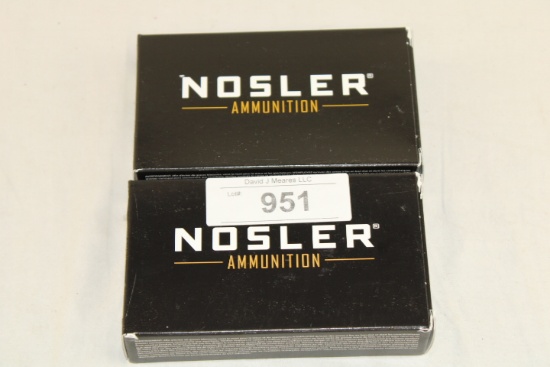 NOSLER®
AMMUNITION
David J Meares LLC
Lot#
951
NOSLER®
AMMUNITION